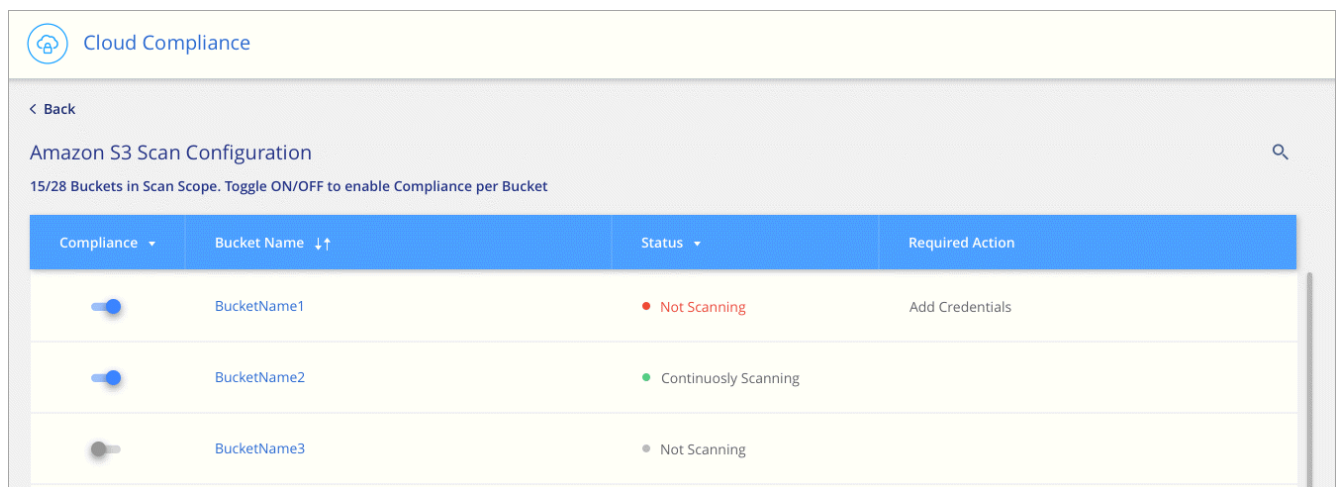 Cloud Compliance
< Back
Amazon S3 Scan Configuration
15/28 Buckets in Scan Scope. Toggle ON/OFF to enable Compliance per Bucket
Compliance Bucket Name Status Required Action
BucketName1 Not Scanning Add Credentials
BucketName2 Continuosly Scanning
BucketName3 Not Scanning